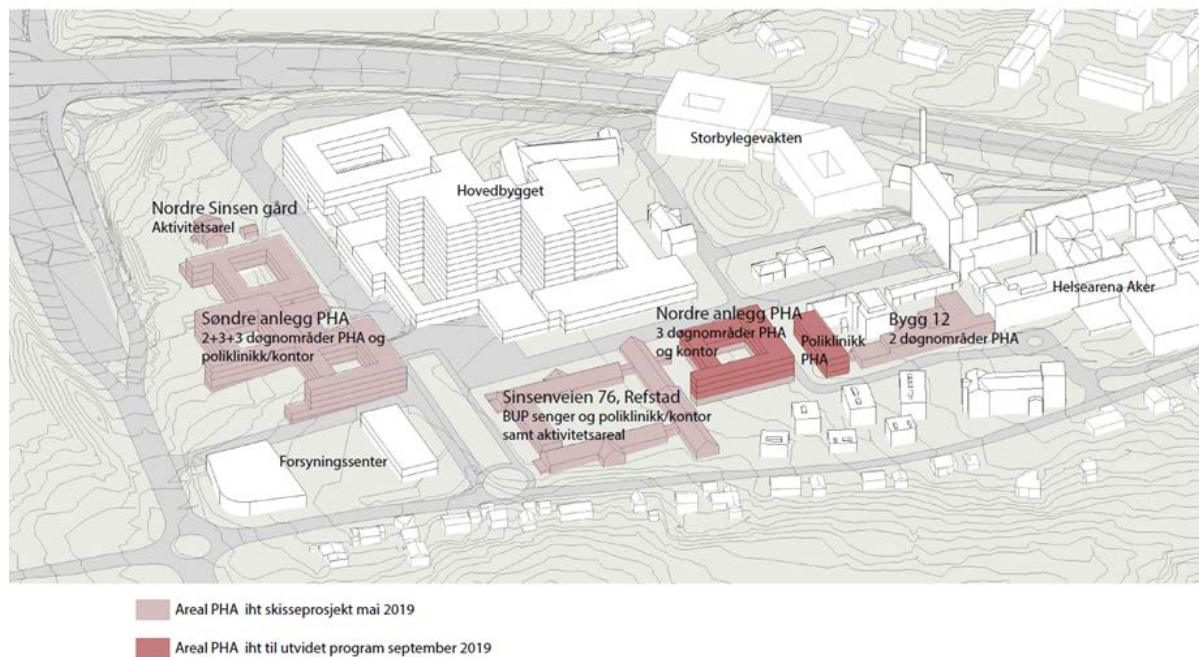 Storbylegevakten
Hovedbygget
Nordre Sinsen gård
Aktivitetsarel
Helsearena Aker
Søndre anlegg PHA
2+3+3 døgnområder PHA og
poliklinikk/kontor
Nordre anlegg PHA
3 døgnområder PHA
og kontor
Poliklinikk
PHA
Bygg 12
2 døgnområder PHA
Sinsenveien 76, Refstad
BUP senger og poliklinikk/kontor
samt aktivitetsareal
Forsyningssenter
Areal PHA iht skisseprosjekt mai 2019
Areal PHA iht til utvidet program september 2019